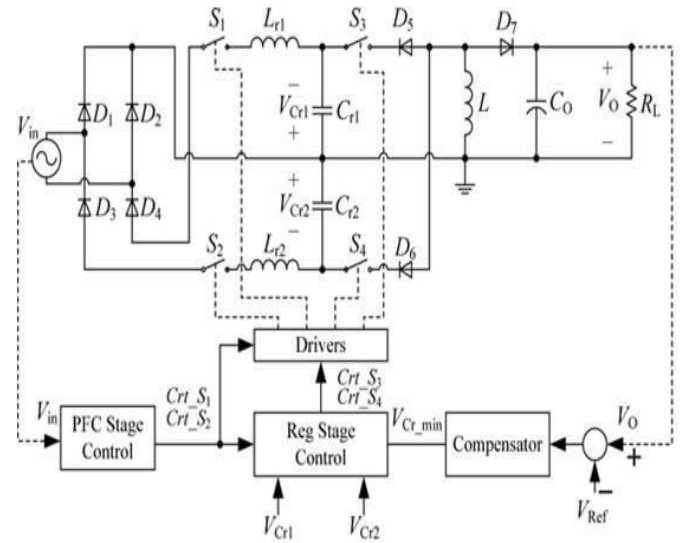 S1 Lr1 S3 D5 D7
D1 D2
Vin
VCr1 Cr1
L CO VO RL
D3 D4
VCr2 Cr2
S2 Lr2 S4 D6
Drivers
Crt_S1
Crt_S2
Crt_S3
Crt_S4
Vin
PFC Stage
Control
Reg Stage
Control
VCr_min
Compensator
VO
VRef
VCr1 VCr2